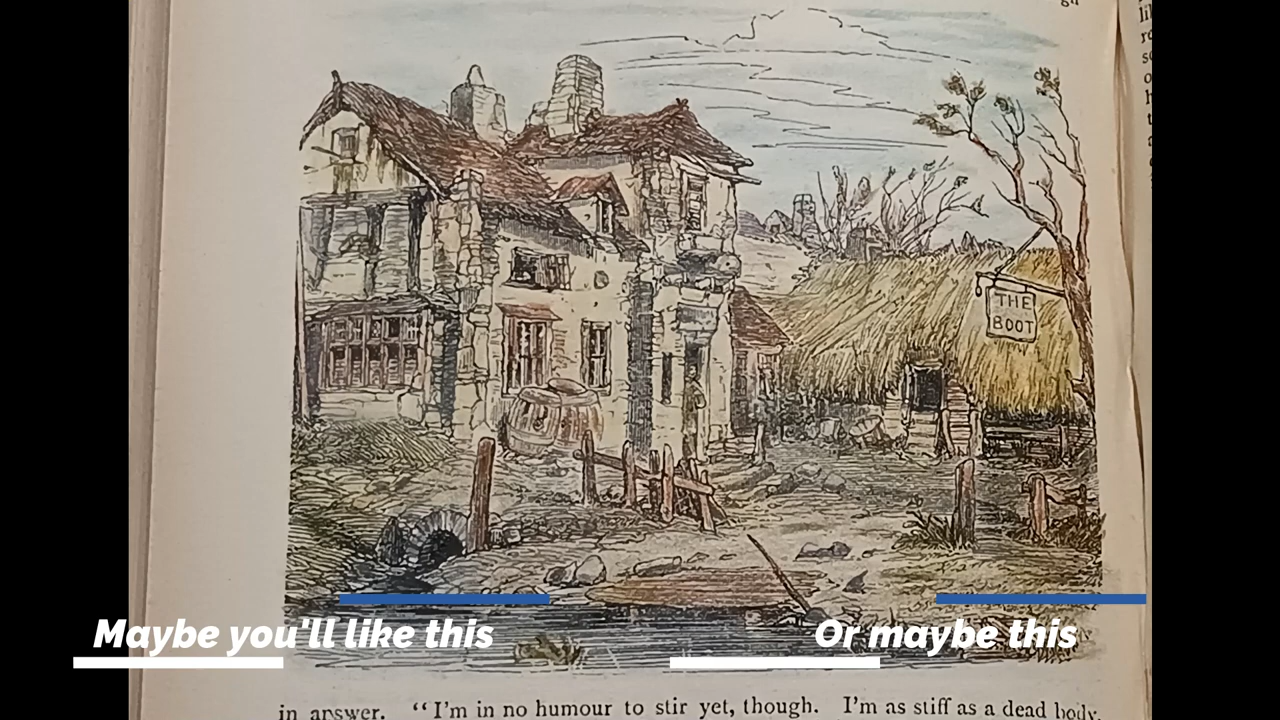 THE
BOOT
Maybe you'll like this
Or maybe this
in answer. “I'm in no humour to stir yet, though. I'm as stiff as a dead body.